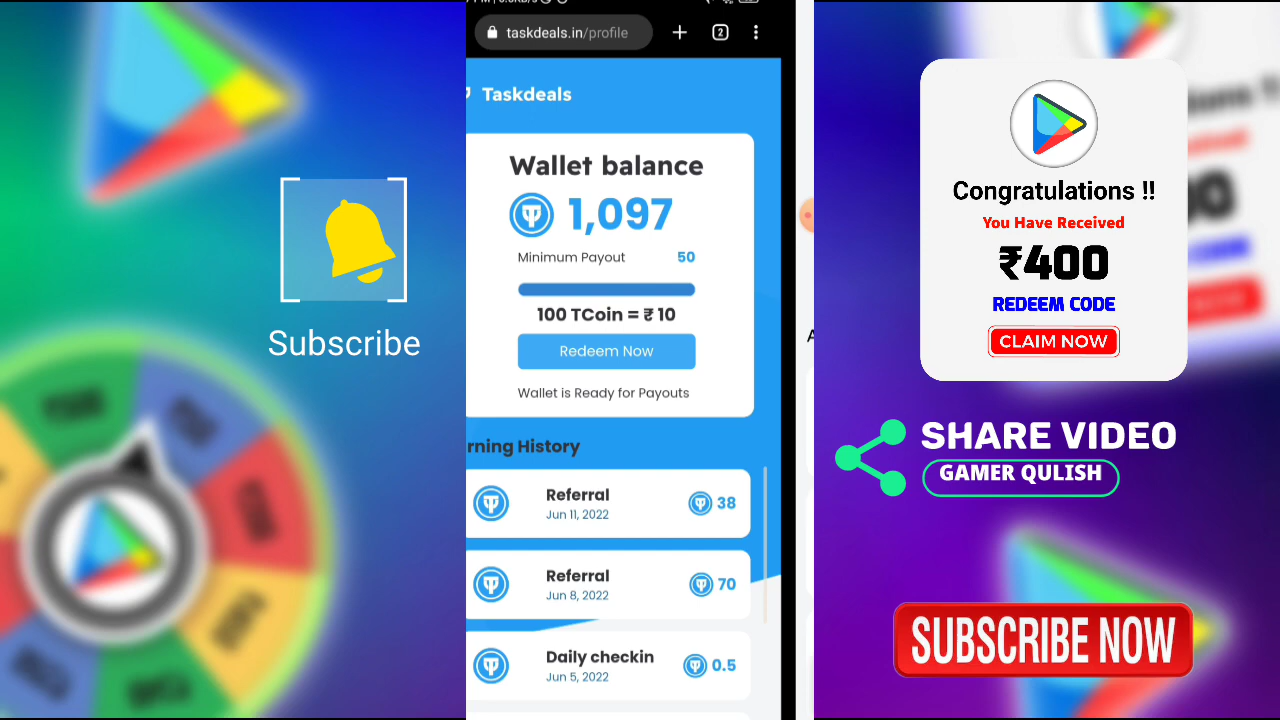 Subscribe
taskdeals.in/profile
2
Taskdeals
Wallet balance
1,097
Minimum Payout 50
100 TCoin = ₹ 10
Redeem Now
Wallet is Ready for Payouts
rning History
Referral
Jun 11, 2022
38
Referral
Jun 8, 2022
70
Daily checkin
Jun 5, 2022
0.5
Congratulations !!
You Have Received
₹400
REDEEM CODE
CLAIM NOW
SHARE VIDEO
GAMER QULISH
SUBSCRIBE NOW